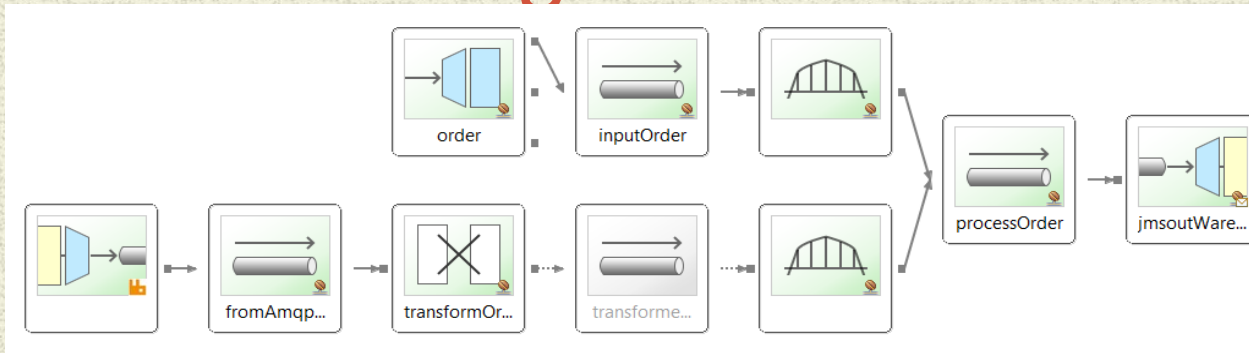 order
inputOrder
processOrder
jmsoutWare...
fromAmqp...
transformOr...
transforme...